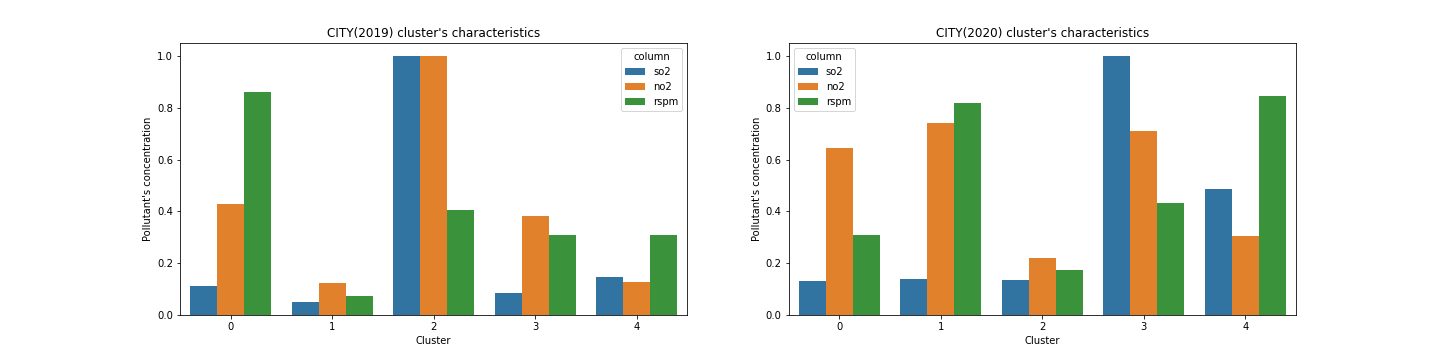 CITY(2019) cluster's characteristics
Pollutant's concentration
1.0
0.8
0.6
0.4
0.2
0.0
column
so2
no2
rspm
0 1 2 3 4
Cluster
CITY(2020) cluster's characteristics
Pollutant's concentration
1.0
0.8
0.6
0.4
0.2
0.0
column
so2
no2
rspm
0 1 2 3 4
Cluster